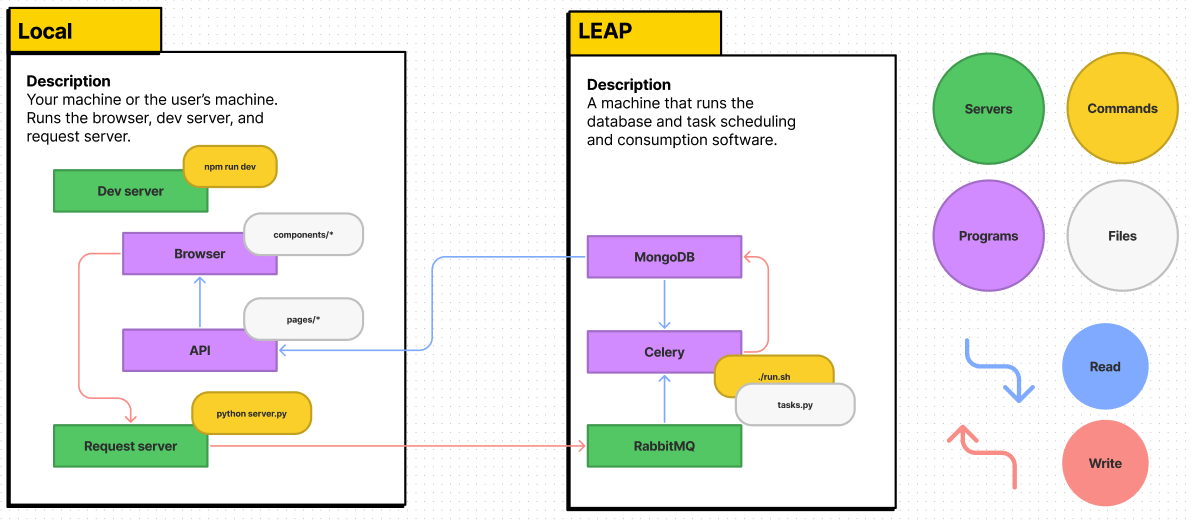 Local
Description
Your machine or the user's machine.
Runs the browser, dev server, and
request server.
npm run dev
Dev server
components/*
Browser
pages/*
API
python server.py
Request server
LEAP
Description
A machine that runs the
database and task scheduling
and consumption software.
MongoDB
Celery
./run.sh
tasks.py
RabbitMQ
Servers
Commands
Programs
Files
Read
Write